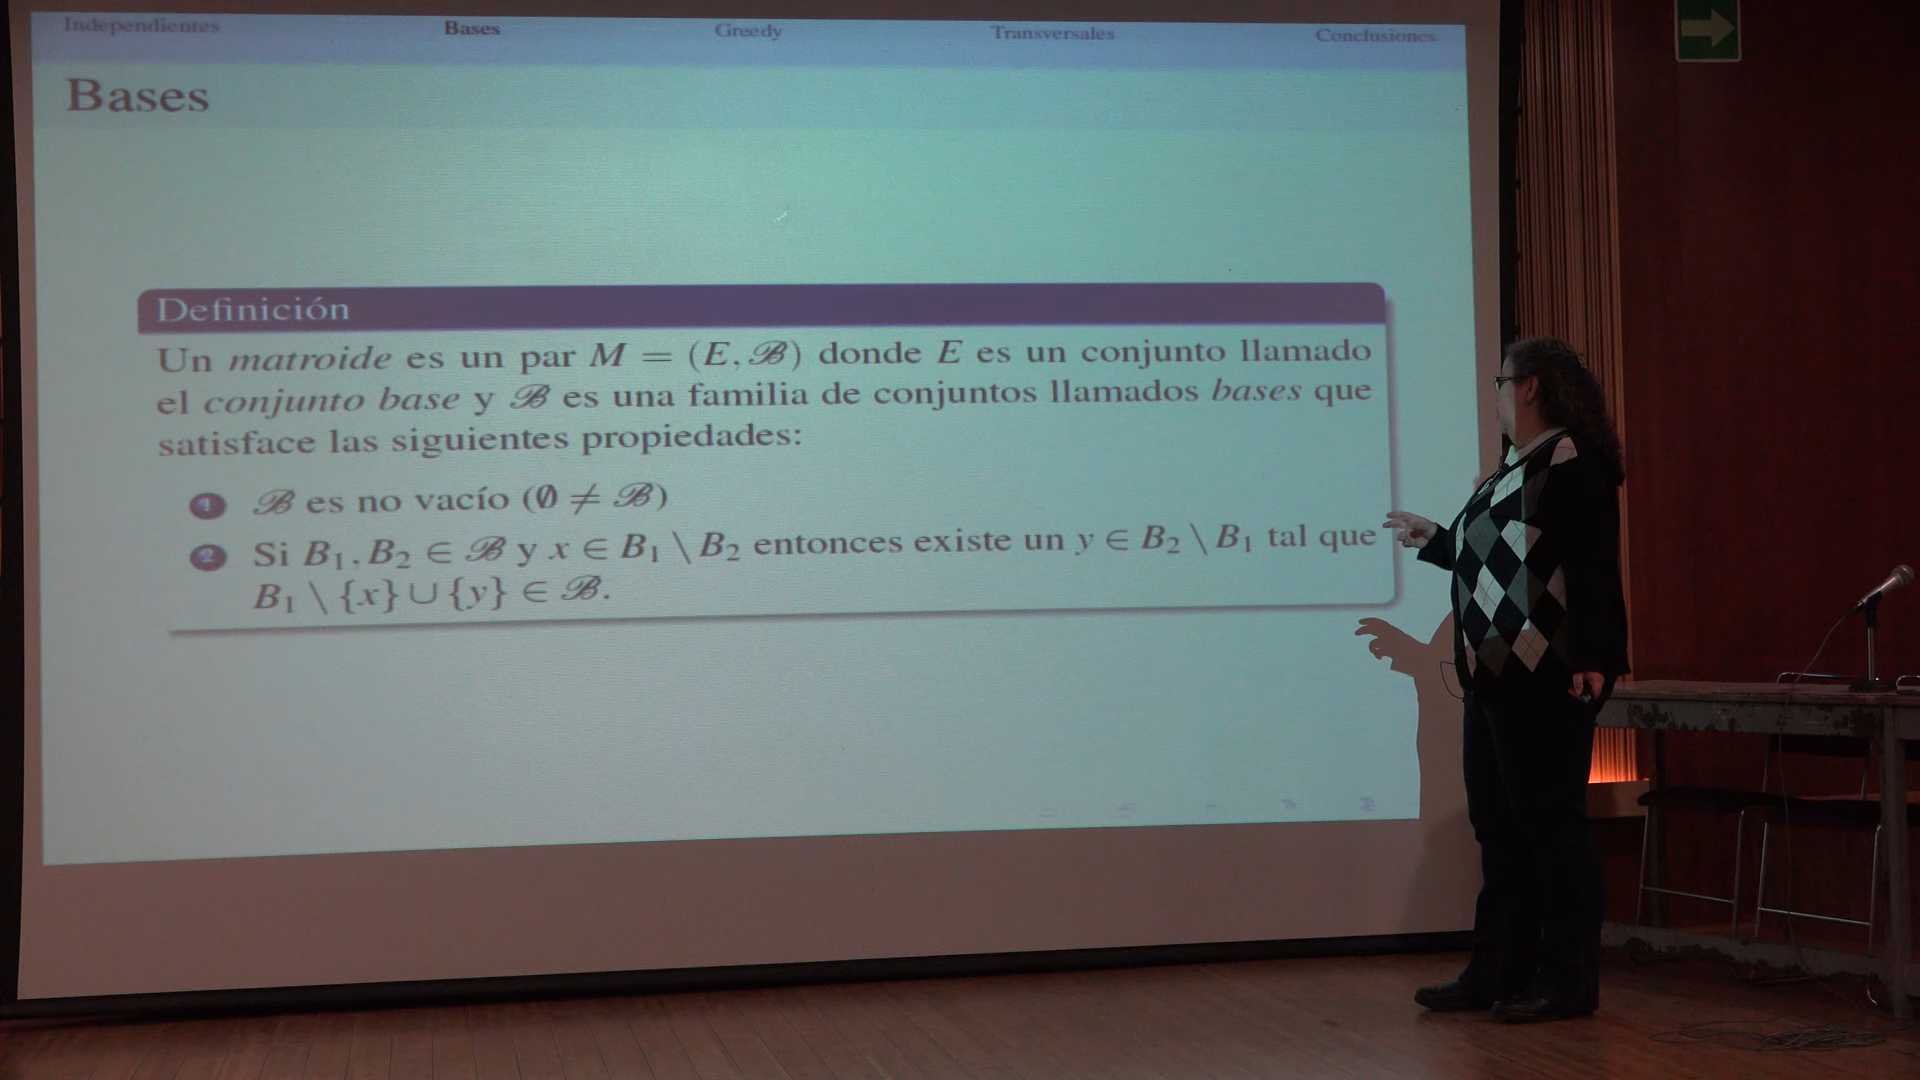 Independientes Bases Greedy Transversales Conclusiones
Bases
Definición
Un matroide es un par M = (E, ℬ) donde E es un conjunto llamado
el conjunto base y ℬ es una familia de conjuntos llamados bases que
satisface las siguientes propiedades:
1 ℬ es no vacío (∅ ≠ ℬ)
2 Si B₁, B₂ ∈ ℬ y x ∈ B₁ \ B₂ entonces existe un y ∈ B₂ \ B₁ tal que
B₁ \ {x} ∪ {y} ∈ ℬ.